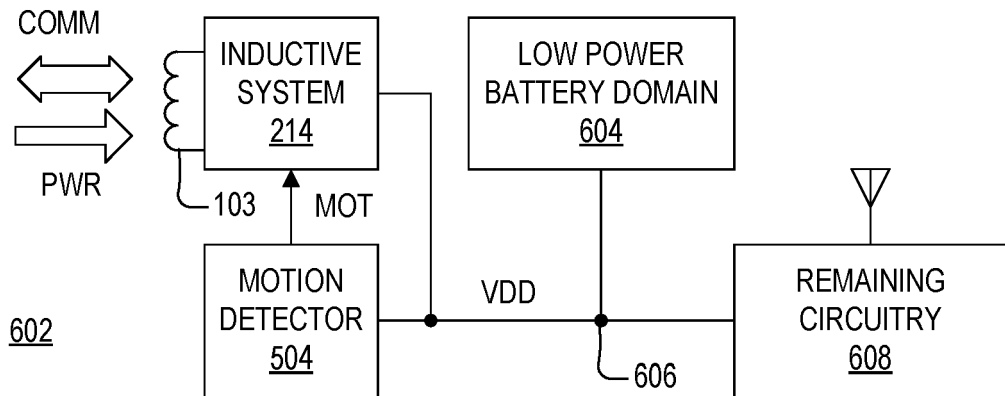 COMM
PWR
INDUCTIVE
SYSTEM
214
103
MOT
LOW POWER
BATTERY DOMAIN
604
MOTION
DETECTOR
504
VDD
606
REMAINING
CIRCUITRY
608
602